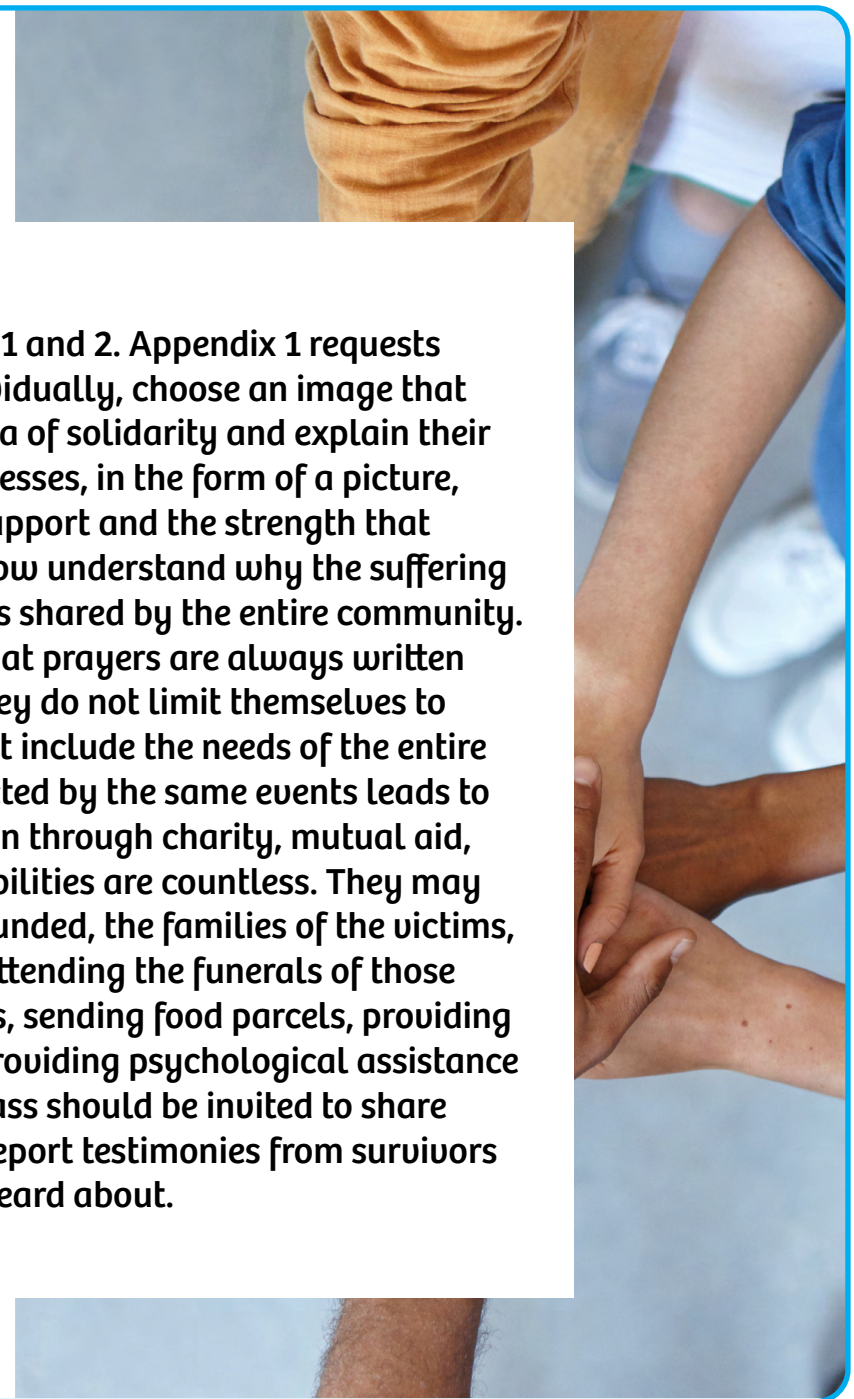 1 and 2. Appendix 1 requests
vidually, choose an image that
a of solidarity and explain their
esses, in the form of a picture,
upport and the strength that
ow understand why the suffering
s shared by the entire community.
at prayers are always written
ey do not limit themselves to
t include the needs of the entire
ted by the same events leads to
n through charity, mutual aid,
bilities are countless. They may
unded, the families of the victims,
ttending the funerals of those
s, sending food parcels, providing
roviding psychological assistance
ass should be invited to share
eport testimonies from survivors
eard about.